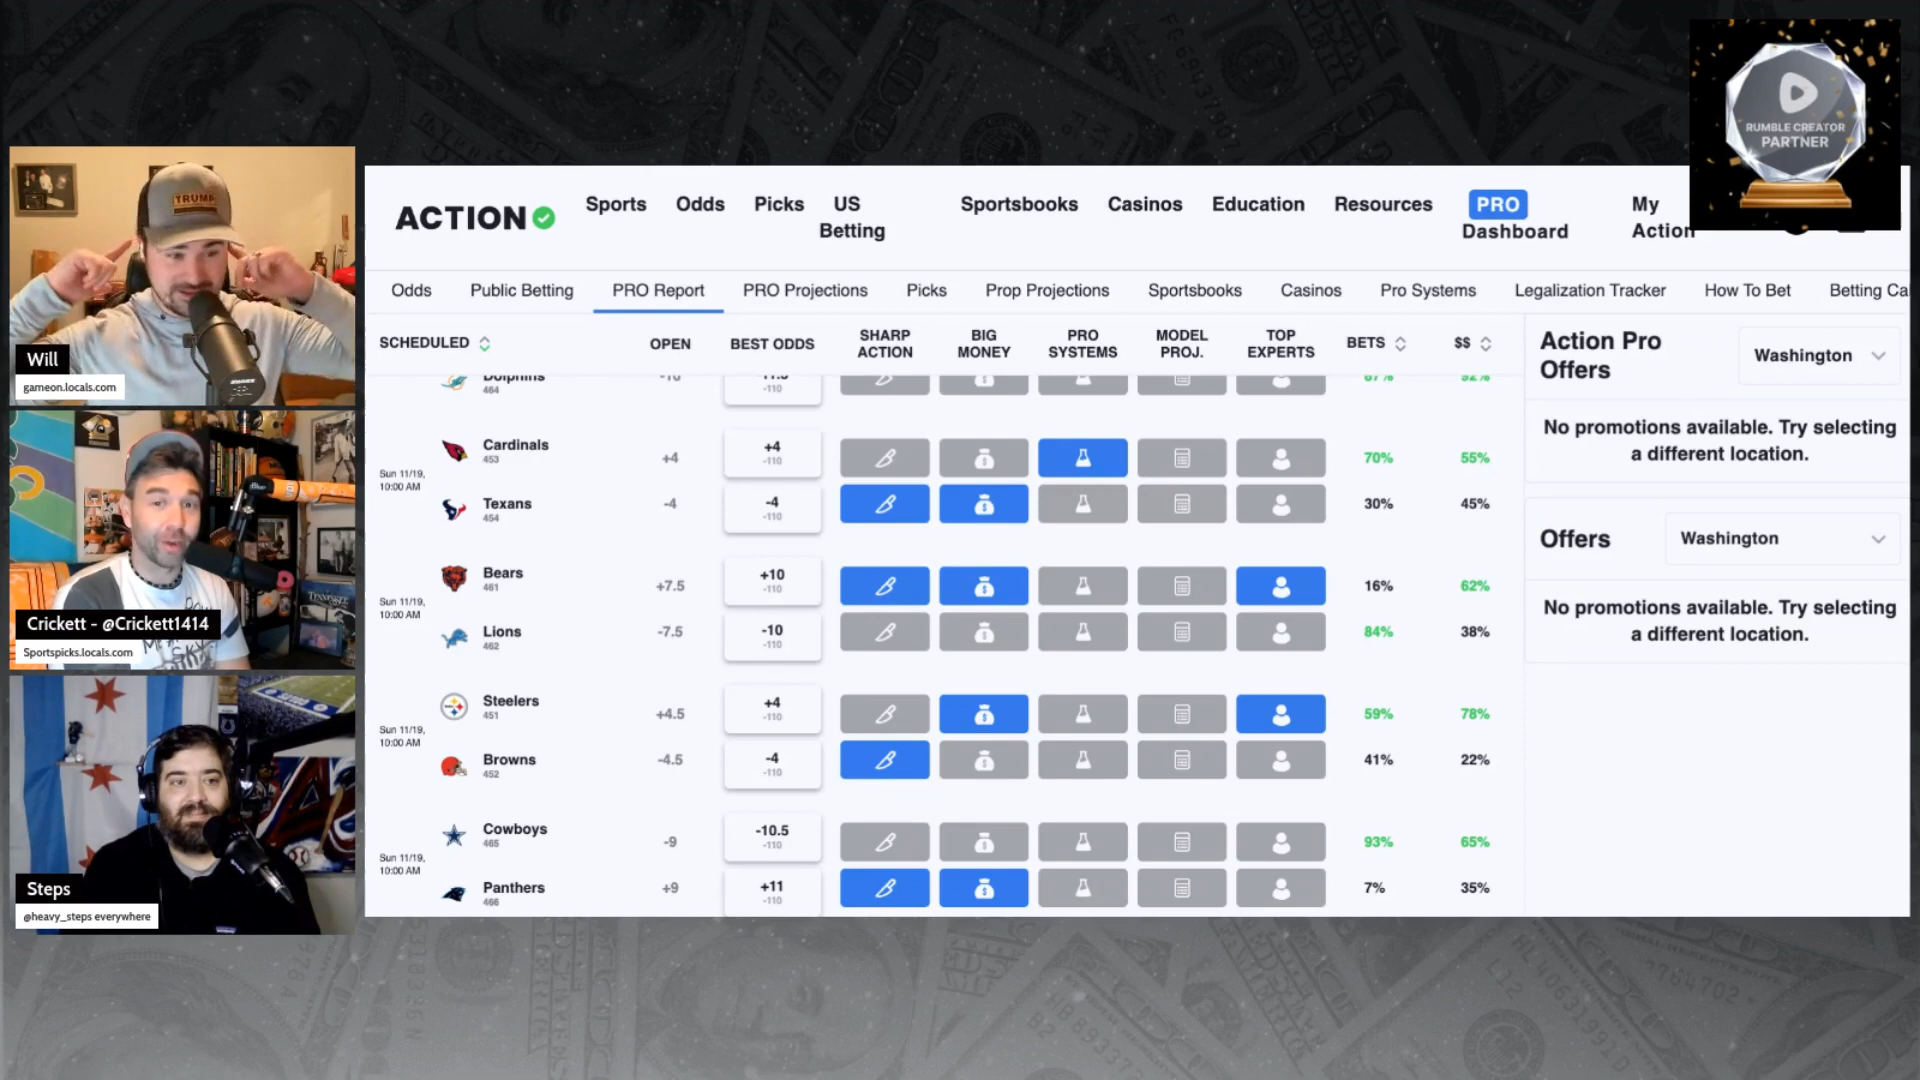 RUMBLE CREATOR
PARTNER
ACTION
Sports
Odds
Picks
US
Betting
Sportsbooks
Casinos
Education
Resources
PRO
Dashboard
My
Action
Odds
Public Betting
PRO Report
PRO Projections
Picks
Prop Projections
Sportsbooks
Casinos
Pro Systems
Legalization Tracker
How To Bet
Betting Ca
SCHEDULED
OPEN
BEST ODDS
SHARP
ACTION
BIG
MONEY
PRO
SYSTEMS
MODEL
PROJ.
TOP
EXPERTS
BETS
$$
Dolphins
464
-110
Sun 11/19,
10:00 AM
Cardinals
453
+4
+4
-110
70%
55%
Texans
454
-4
-4
-110
30%
45%
Sun 11/19,
10:00 AM
Bears
461
+7.5
+10
-110
16%
62%
Lions
462
-7.5
-10
-110
84%
38%
Sun 11/19,
10:00 AM
Steelers
451
+4.5
+4
-110
59%
78%
Browns
452
-4.5
-4
-110
41%
22%
Sun 11/19,
10:00 AM
Cowboys
465
-9
-10.5
-110
93%
65%
Panthers
466
+9
+11
-110
7%
35%
Action Pro
Offers
Washington
No promotions available. Try selecting
a different location.
Offers
Washington
No promotions available. Try selecting
a different location.
TRUMP
Will
gameon.locals.com
TENNESSEE
Crickett - @Crickett1414
Sportspicks.locals.com
Steps
@heavy_steps everywhere